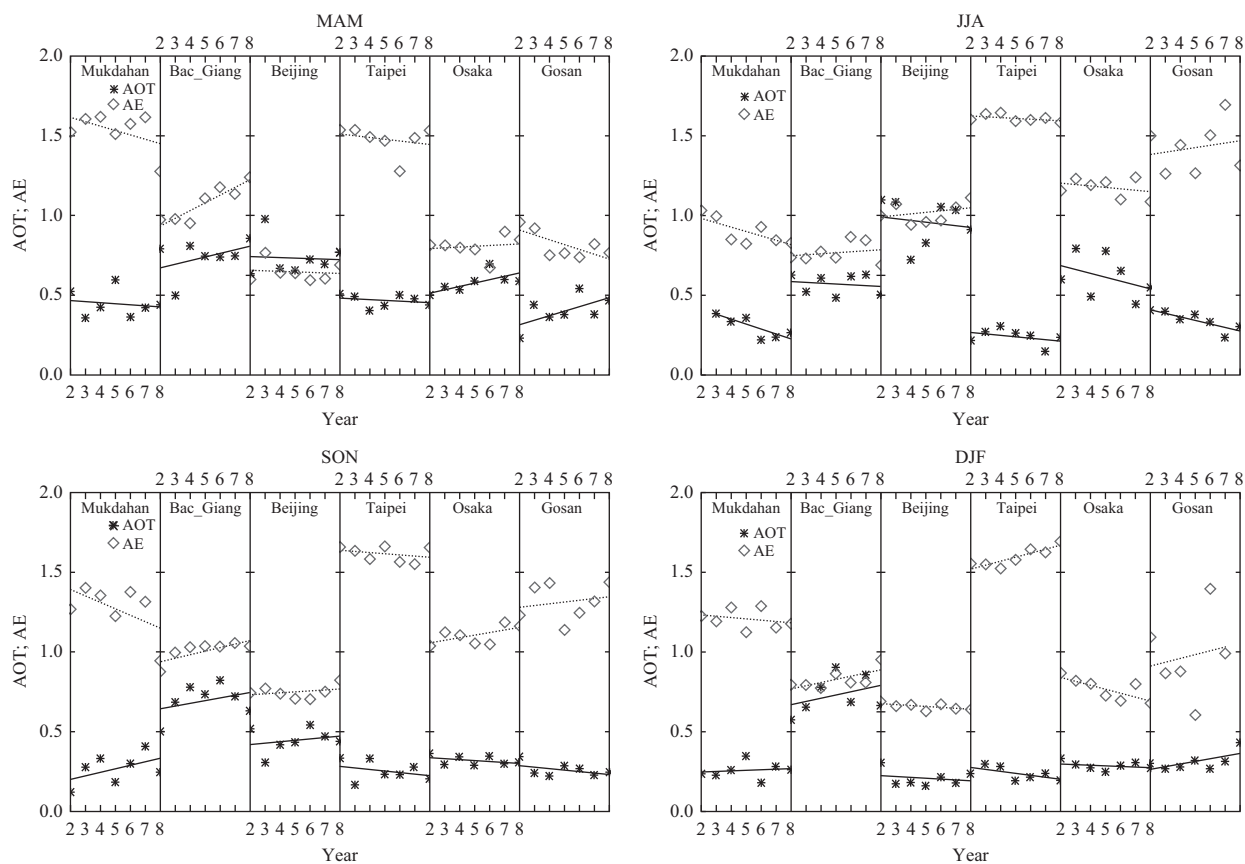 MAM
2 3 4 5 6 7 8 2 3 4 5 6 7 8 2 3 4 5 6 7 8
2.0
1.5
1.0
0.5
0.0
AOT; AE
Mukdahan Bac_Giang Beijing Taipei Osaka Gosan
AOT
AE
2 3 4 5 6 7 8 2 3 4 5 6 7 8 2 3 4 5 6 7 8
Year
JJA
2 3 4 5 6 7 8 2 3 4 5 6 7 8 2 3 4 5 6 7 8
2.0
1.5
1.0
0.5
0.0
AOT; AE
Mukdahan Bac_Giang Beijing Taipei Osaka Gosan
AOT
AE
2 3 4 5 6 7 8 2 3 4 5 6 7 8 2 3 4 5 6 7 8
Year
SON
2 3 4 5 6 7 8 2 3 4 5 6 7 8 2 3 4 5 6 7 8
2.0
1.5
1.0
0.5
0.0
AOT; AE
Mukdahan Bac_Giang Beijing Taipei Osaka Gosan
AOT
AE
2 3 4 5 6 7 8 2 3 4 5 6 7 8 2 3 4 5 6 7 8
Year
DJF
2 3 4 5 6 7 8 2 3 4 5 6 7 8 2 3 4 5 6 7 8
2.0
1.5
1.0
0.5
0.0
AOT; AE
Mukdahan Bac_Giang Beijing Taipei Osaka Gosan
AOT
AE
2 3 4 5 6 7 8 2 3 4 5 6 7 8 2 3 4 5 6 7 8
Year